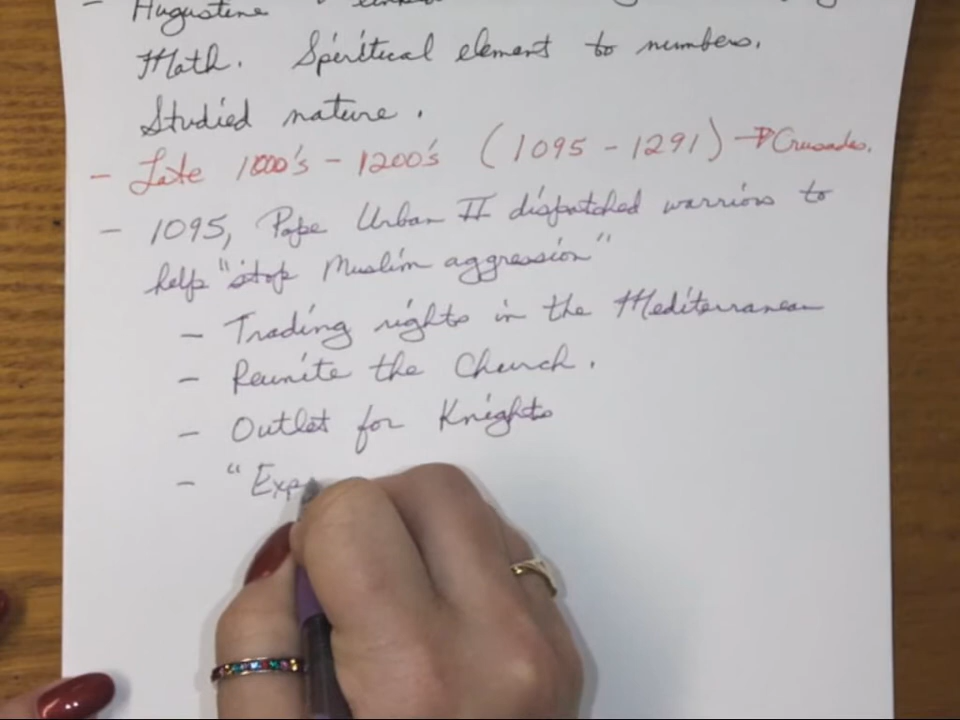 - Augustine
Math. Spiritual element to numbers.
Studied nature.
- Late 1000's - 1200's (1095 - 1291) → Crusades.
- 1095, Pope Urban II dispatched warriors to
help "stop Muslim aggression"
- Trading rights in the Mediterranean
- Reunite the Church.
- Outlet for Knights
- "Exp